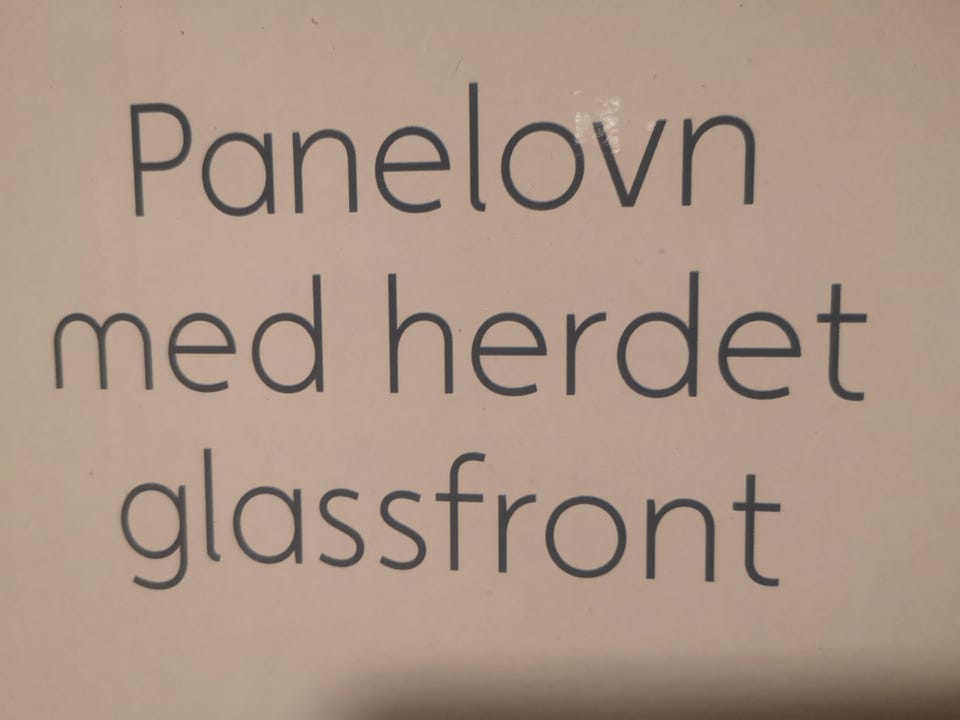 Panelovn
med herdet
glassfront